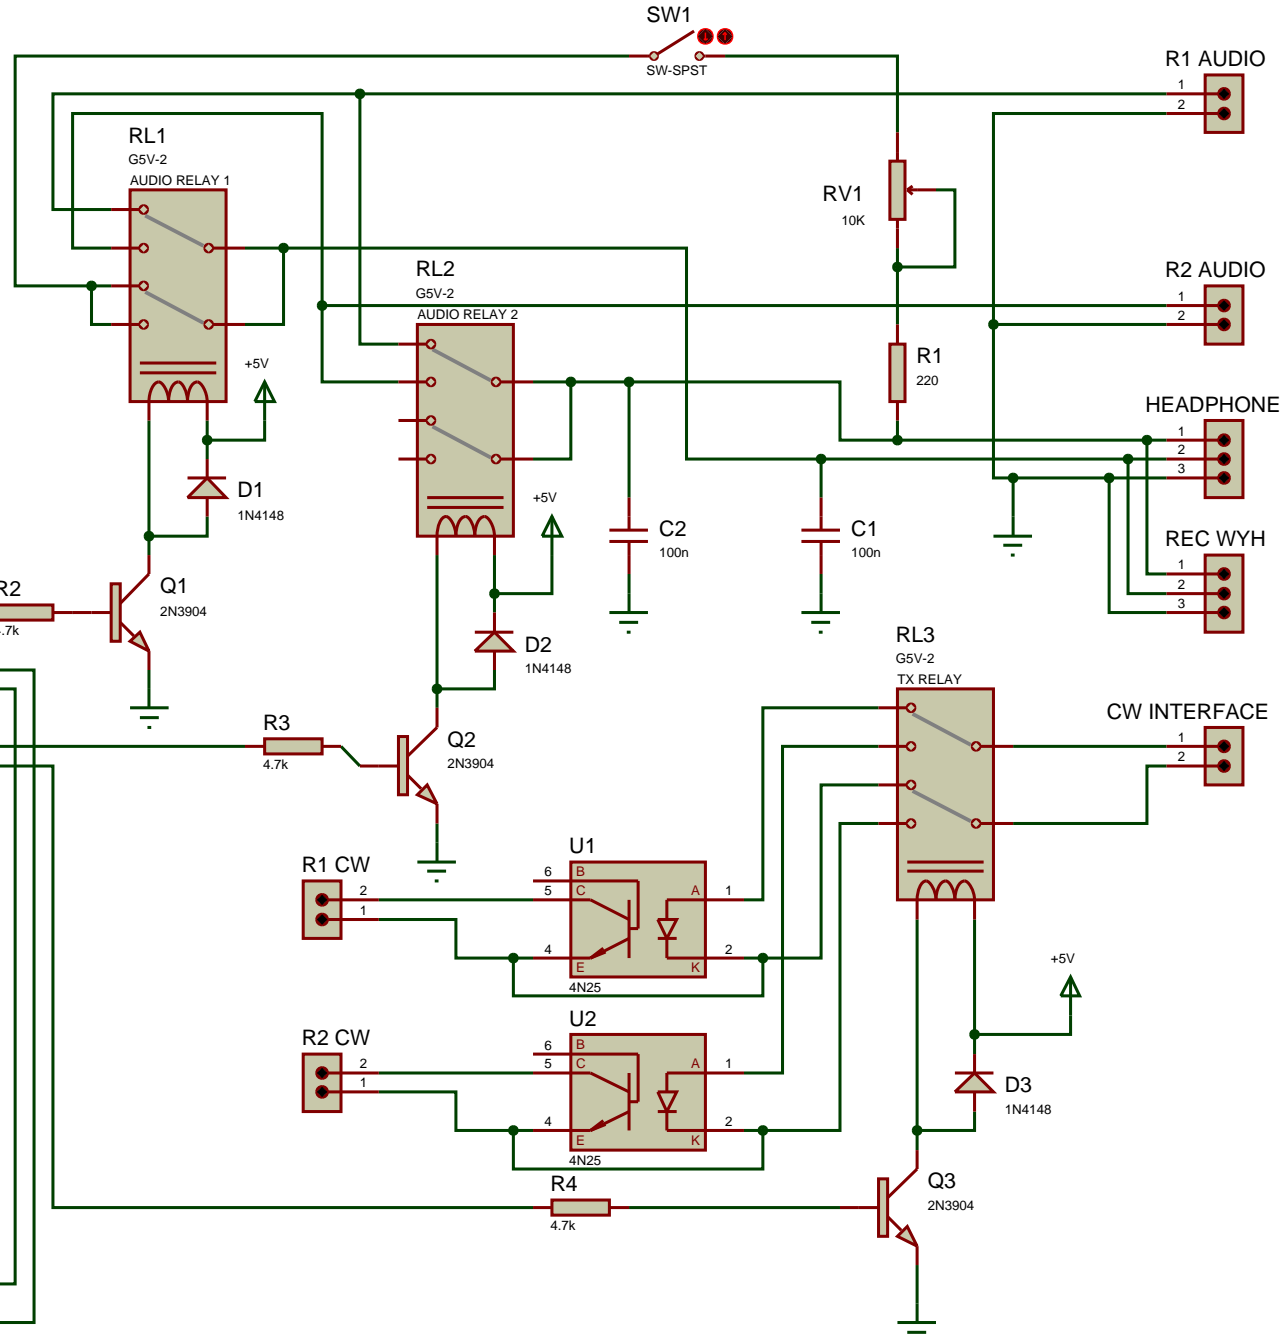 SW1
SW-SPST
R1 AUDIO
1
2
RL1
G5V-2
AUDIO RELAY 1
RV1
10K
R2 AUDIO
1
2
RL2
G5V-2
AUDIO RELAY 2
+5V
R1
220
HEADPHONE
1
2
3
D1
1N4148
+5V
C2
100n
C1
100n
REC WYH
1
2
3
R2
4.7k
Q1
2N3904
D2
1N4148
RL3
G5V-2
TX RELAY
CW INTERFACE
1
2
R3
4.7k
Q2
2N3904
R1 CW
2
1
U1
6 B
5 C
4 E
A 1
K 2
4N25
+5V
R2 CW
2
1
U2
6 B
5 C
4 E
A 1
K 2
4N25
D3
1N4148
R4
4.7k
Q3
2N3904